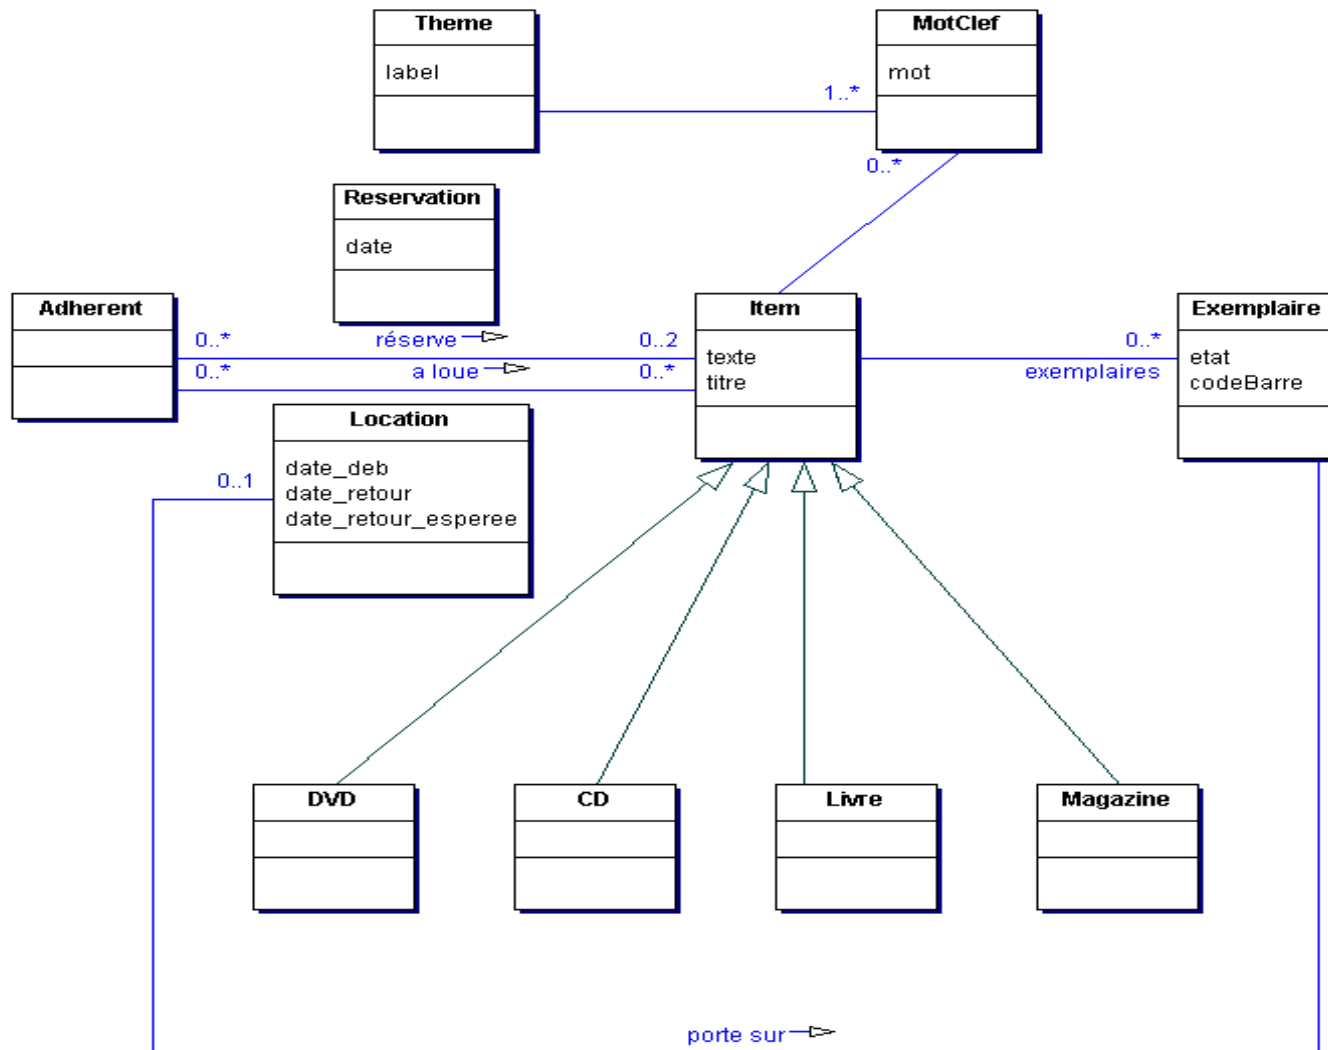 Theme
label
MotClef
mot
1..*
0..*
Reservation
date
Adherent
0..*
réserve
0..2
0..*
a loue
0..*
Item
texte
titre
0..*
exemplaires
Exemplaire
etat
codeBarre
Location
date_deb
date_retour
date_retour_esperee
0..1
DVD
CD
Livre
Magazine
porte sur